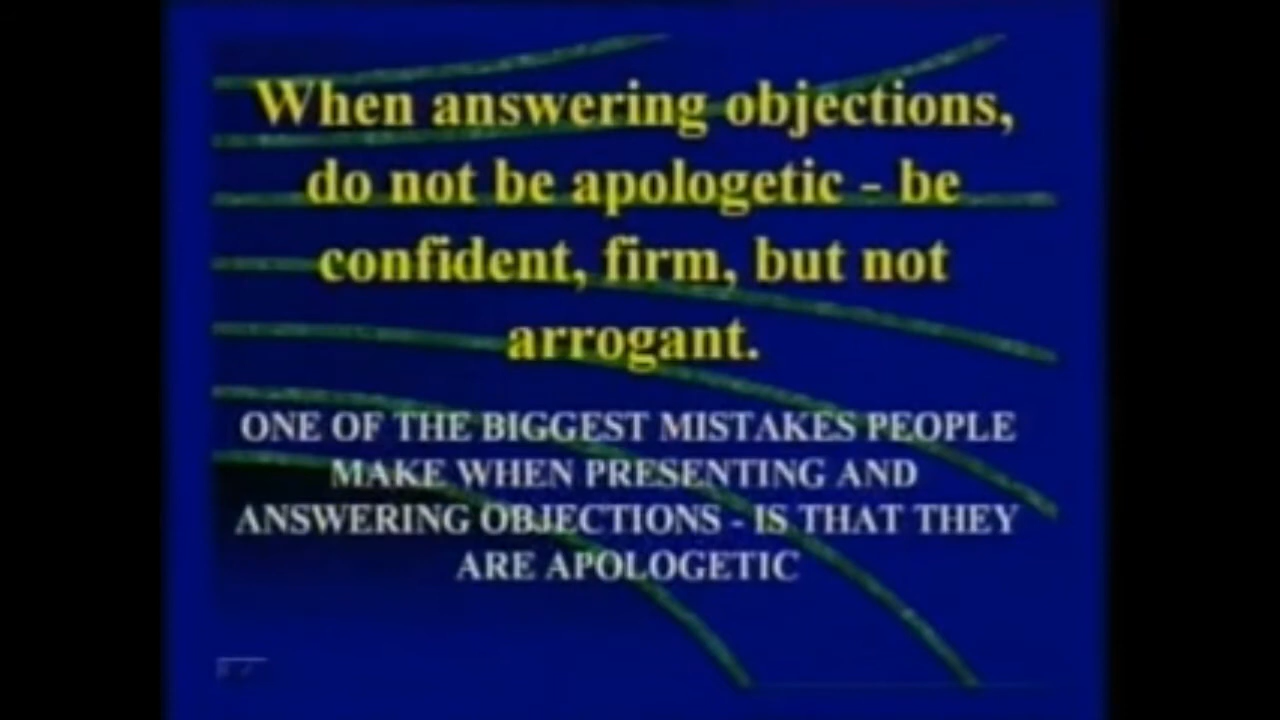 When answering objections,
do not be apologetic - be
confident, firm, but not
arrogant.
ONE OF THE BIGGEST MISTAKES PEOPLE
MAKE WHEN PRESENTING AND
ANSWERING OBJECTIONS - IS THAT THEY
ARE APOLOGETIC